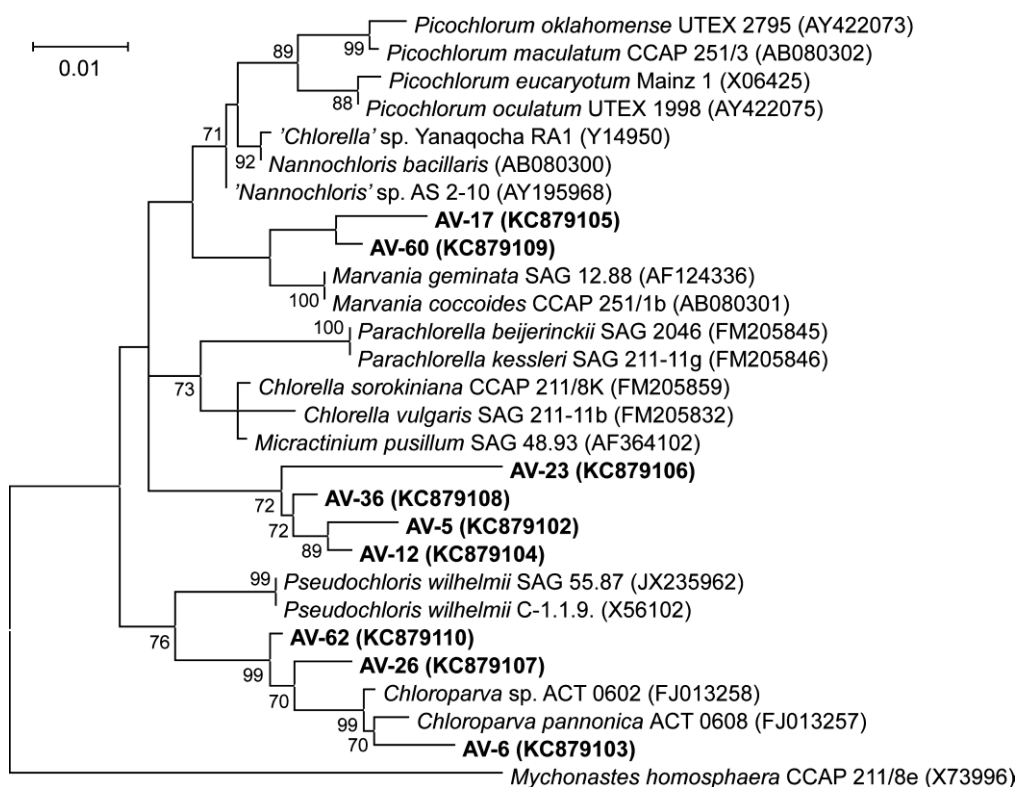 Picochlorum oklahomense UTEX 2795 (AY422073)
0.01
89
99
Picochlorum maculatum CCAP 251/3 (AB080302)
Picochlorum eucaryotum Mainz 1 (X06425)
88
Picochlorum oculatum UTEX 1998 (AY422075)
71
'Chlorella' sp. Yanaqocha RA1 (Y14950)
92
Nannochloris bacillaris (AB080300)
'Nannochloris' sp. AS 2-10 (AY195968)
AV-17 (KC879105)
AV-60 (KC879109)
Marvania geminata SAG 12.88 (AF124336)
100
Marvania coccoides CCAP 251/1b (AB080301)
100
Parachlorella beijerinckii SAG 2046 (FM205845)
Parachlorella kessleri SAG 211-11g (FM205846)
73
Chlorella sorokiniana CCAP 211/8K (FM205859)
Chlorella vulgaris SAG 211-11b (FM205832)
Micractinium pusillum SAG 48.93 (AF364102)
AV-23 (KC879106)
72
AV-36 (KC879108)
72
AV-5 (KC879102)
89
AV-12 (KC879104)
99
Pseudochloris wilhelmii SAG 55.87 (JX235962)
Pseudochloris wilhelmii C-1.1.9. (X56102)
76
AV-62 (KC879110)
99
AV-26 (KC879107)
70
Chloroparva sp. ACT 0602 (FJ013258)
99
Chloroparva pannonica ACT 0608 (FJ013257)
70
AV-6 (KC879103)
Mychonastes homosphaera CCAP 211/8e (X73996)